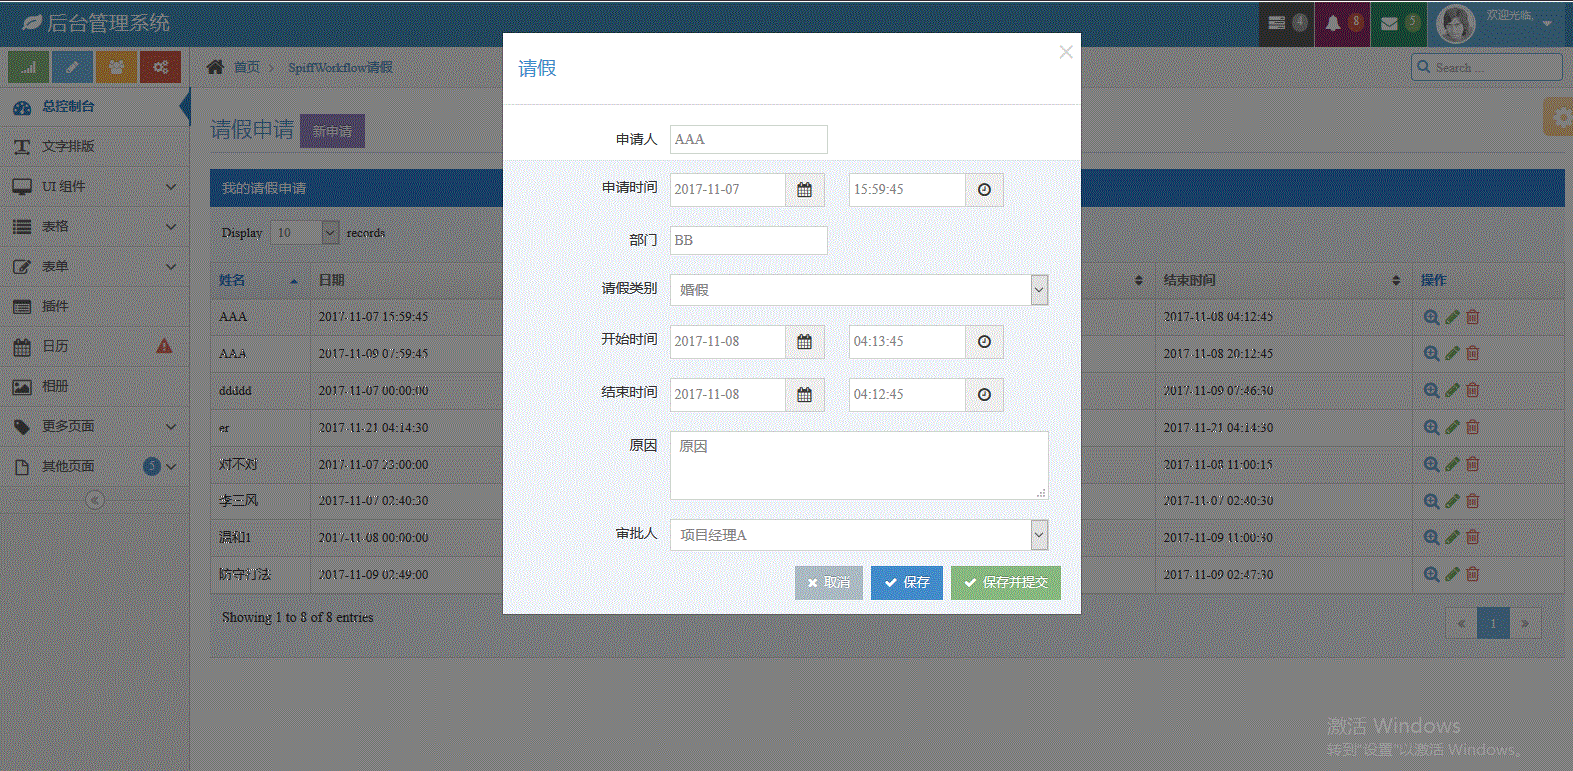 后台管理系统
4
8
5
欢迎光临,
首页
SpiffWorkflow请假
Search ...
总控制台
文字排版
UI 组件
表格
表单
插件
日历
相册
更多页面
其他页面 5
请假申请 新申请
我的请假申请
Display 10 records
姓名 日期 结束时间 操作
AAA 2017-11-07 15:59:45 2017-11-08 04:12:45
AAA 2017-11-09 07:59:45 2017-11-08 20:12:45
ddddd 2017-11-07 00:00:00 2017-11-09 07:46:30
er 2017-11-21 04:14:30 2017-11-21 04:14:30
对不对 2017-11-07 23:00:00 2017-11-08 11:00:15
李三风 2017-11-07 02:40:30 2017-11-07 02:40:30
温和1 2017-11-08 00:00:00 2017-11-09 11:00:30
防守打法 2017-11-09 02:49:00 2017-11-09 02:47:30
Showing 1 to 8 of 8 entries
« 1 »
请假
×
申请人 AAA
申请时间 2017-11-07 15:59:45
部门 BB
请假类别 婚假
开始时间 2017-11-08 04:13:45
结束时间 2017-11-08 04:12:45
原因 原因
审批人 项目经理A
取消 保存 保存并提交
激活 Windows
转到"设置"以激活 Windows。